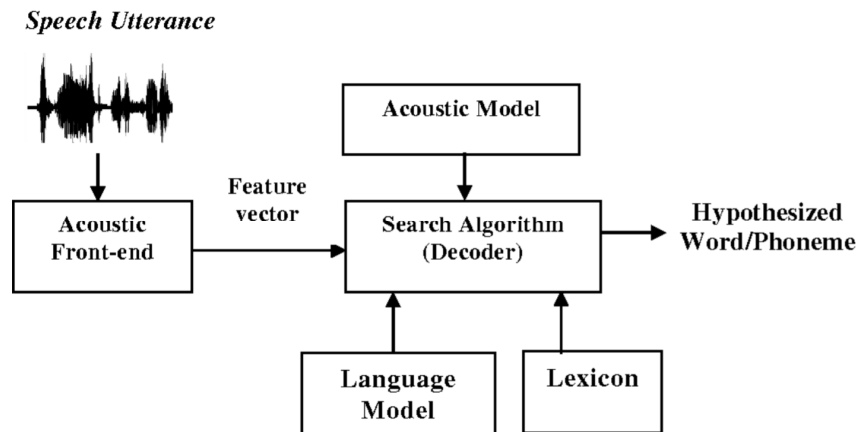 Speech Utterance
Acoustic Model
Feature
vector
Acoustic
Front-end
Search Algorithm
(Decoder)
Hypothesized
Word/Phoneme
Language
Model
Lexicon